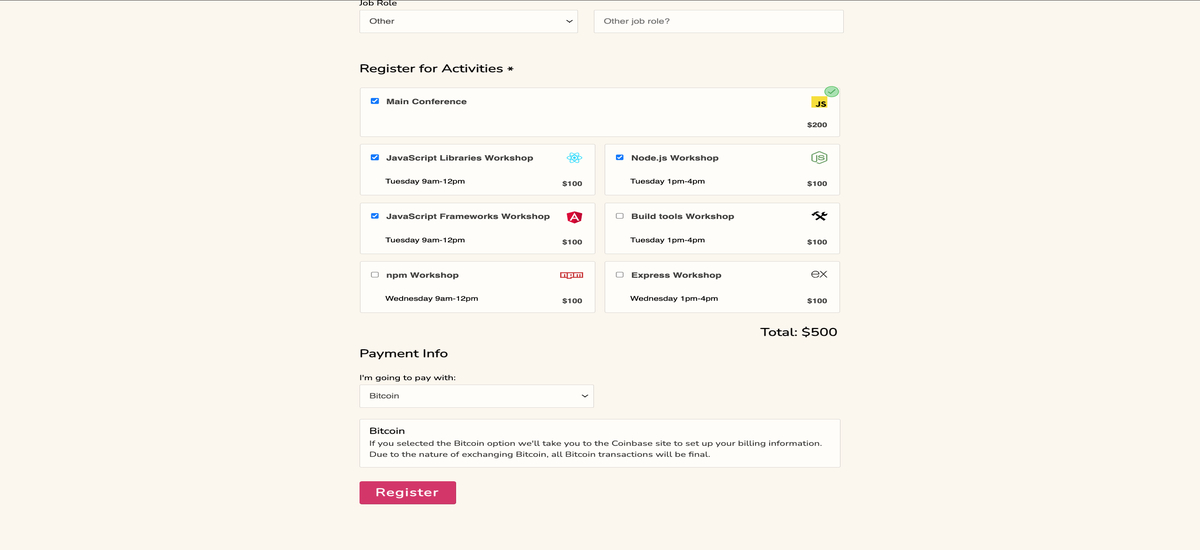 Job Role
Other
Other job role?
Register for Activities *
Main Conference
JS
$200
JavaScript Libraries Workshop
Tuesday 9am-12pm
$100
Node.js Workshop
JS
Tuesday 1pm-4pm
$100
JavaScript Frameworks Workshop
A
Tuesday 9am-12pm
$100
Build tools Workshop
Tuesday 1pm-4pm
$100
npm Workshop
npm
Wednesday 9am-12pm
$100
Express Workshop
ex
Wednesday 1pm-4pm
$100
Total: $500
Payment Info
I'm going to pay with:
Bitcoin
Bitcoin
If you selected the Bitcoin option we'll take you to the Coinbase site to set up your billing information.
Due to the nature of exchanging Bitcoin, all Bitcoin transactions will be final.
Register